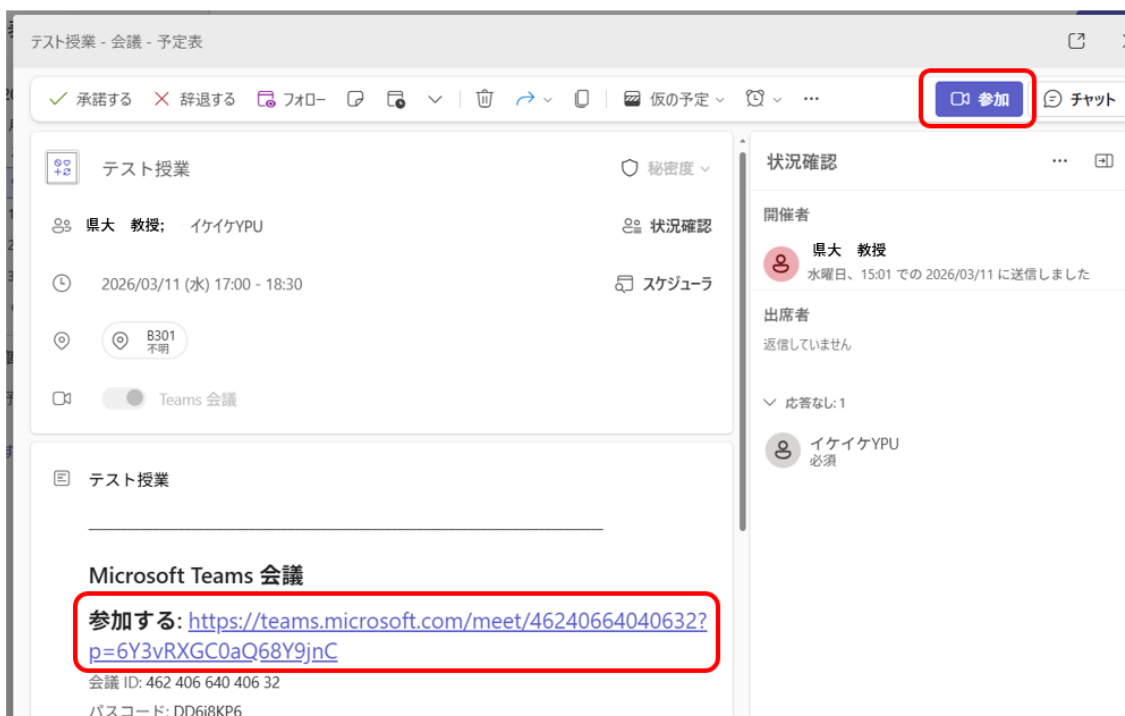 テスト授業 - 会議 - 予定表
承諾する 辞退する フォロー 仮の予定 ... 参加 チャット
テスト授業 秘密度
県大 教授; イケイケYPU 状況確認
2026/03/11 (水) 17:00 - 18:30 スケジューラ
B301
不明
Teams 会議
テスト授業
Microsoft Teams 会議
参加する: https://teams.microsoft.com/meet/46240664040632?
p=6Y3vRXGC0aQ68Y9jnC
会議 ID: 462 406 640 406 32
パスコード: DD6i8KP6
状況確認 ...
開催者
県大 教授
水曜日、15:01 での 2026/03/11 に送信しました
出席者
返信していません
応答なし: 1
イケイケYPU
必須